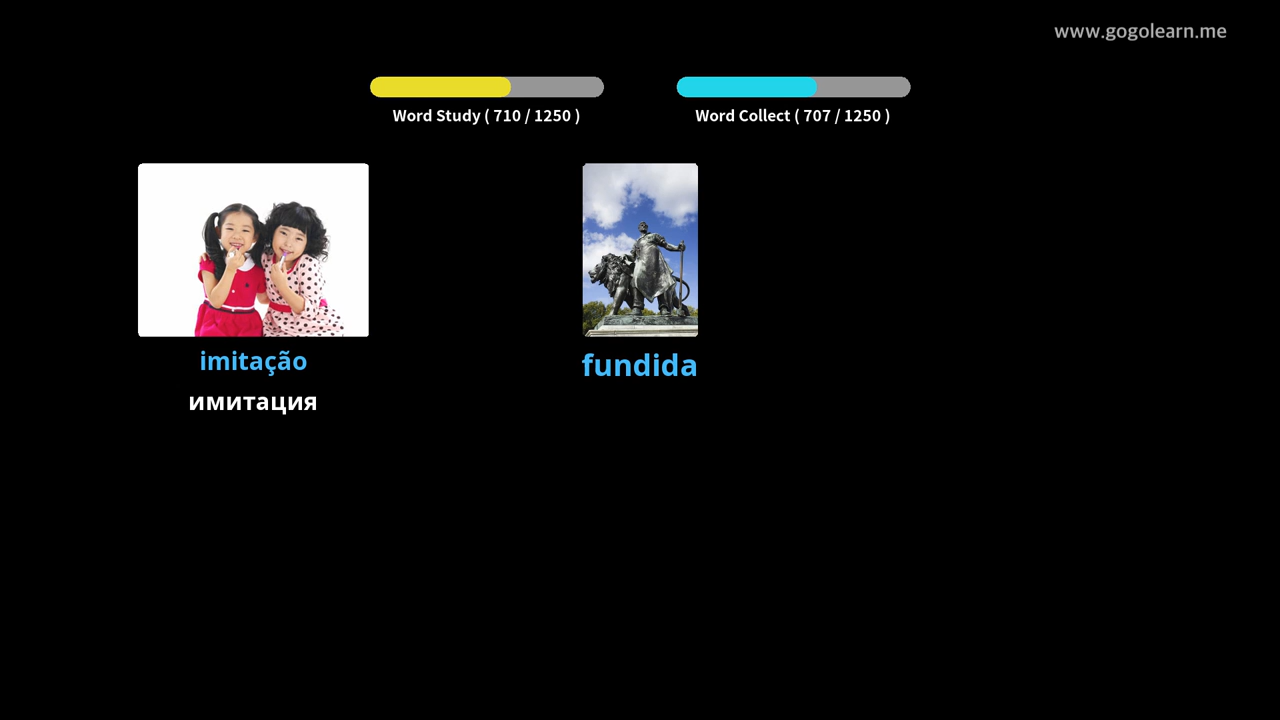 www.gogolearn.me
Word Study ( 710 / 1250 )
Word Collect ( 707 / 1250 )
imitação
имитация
fundida